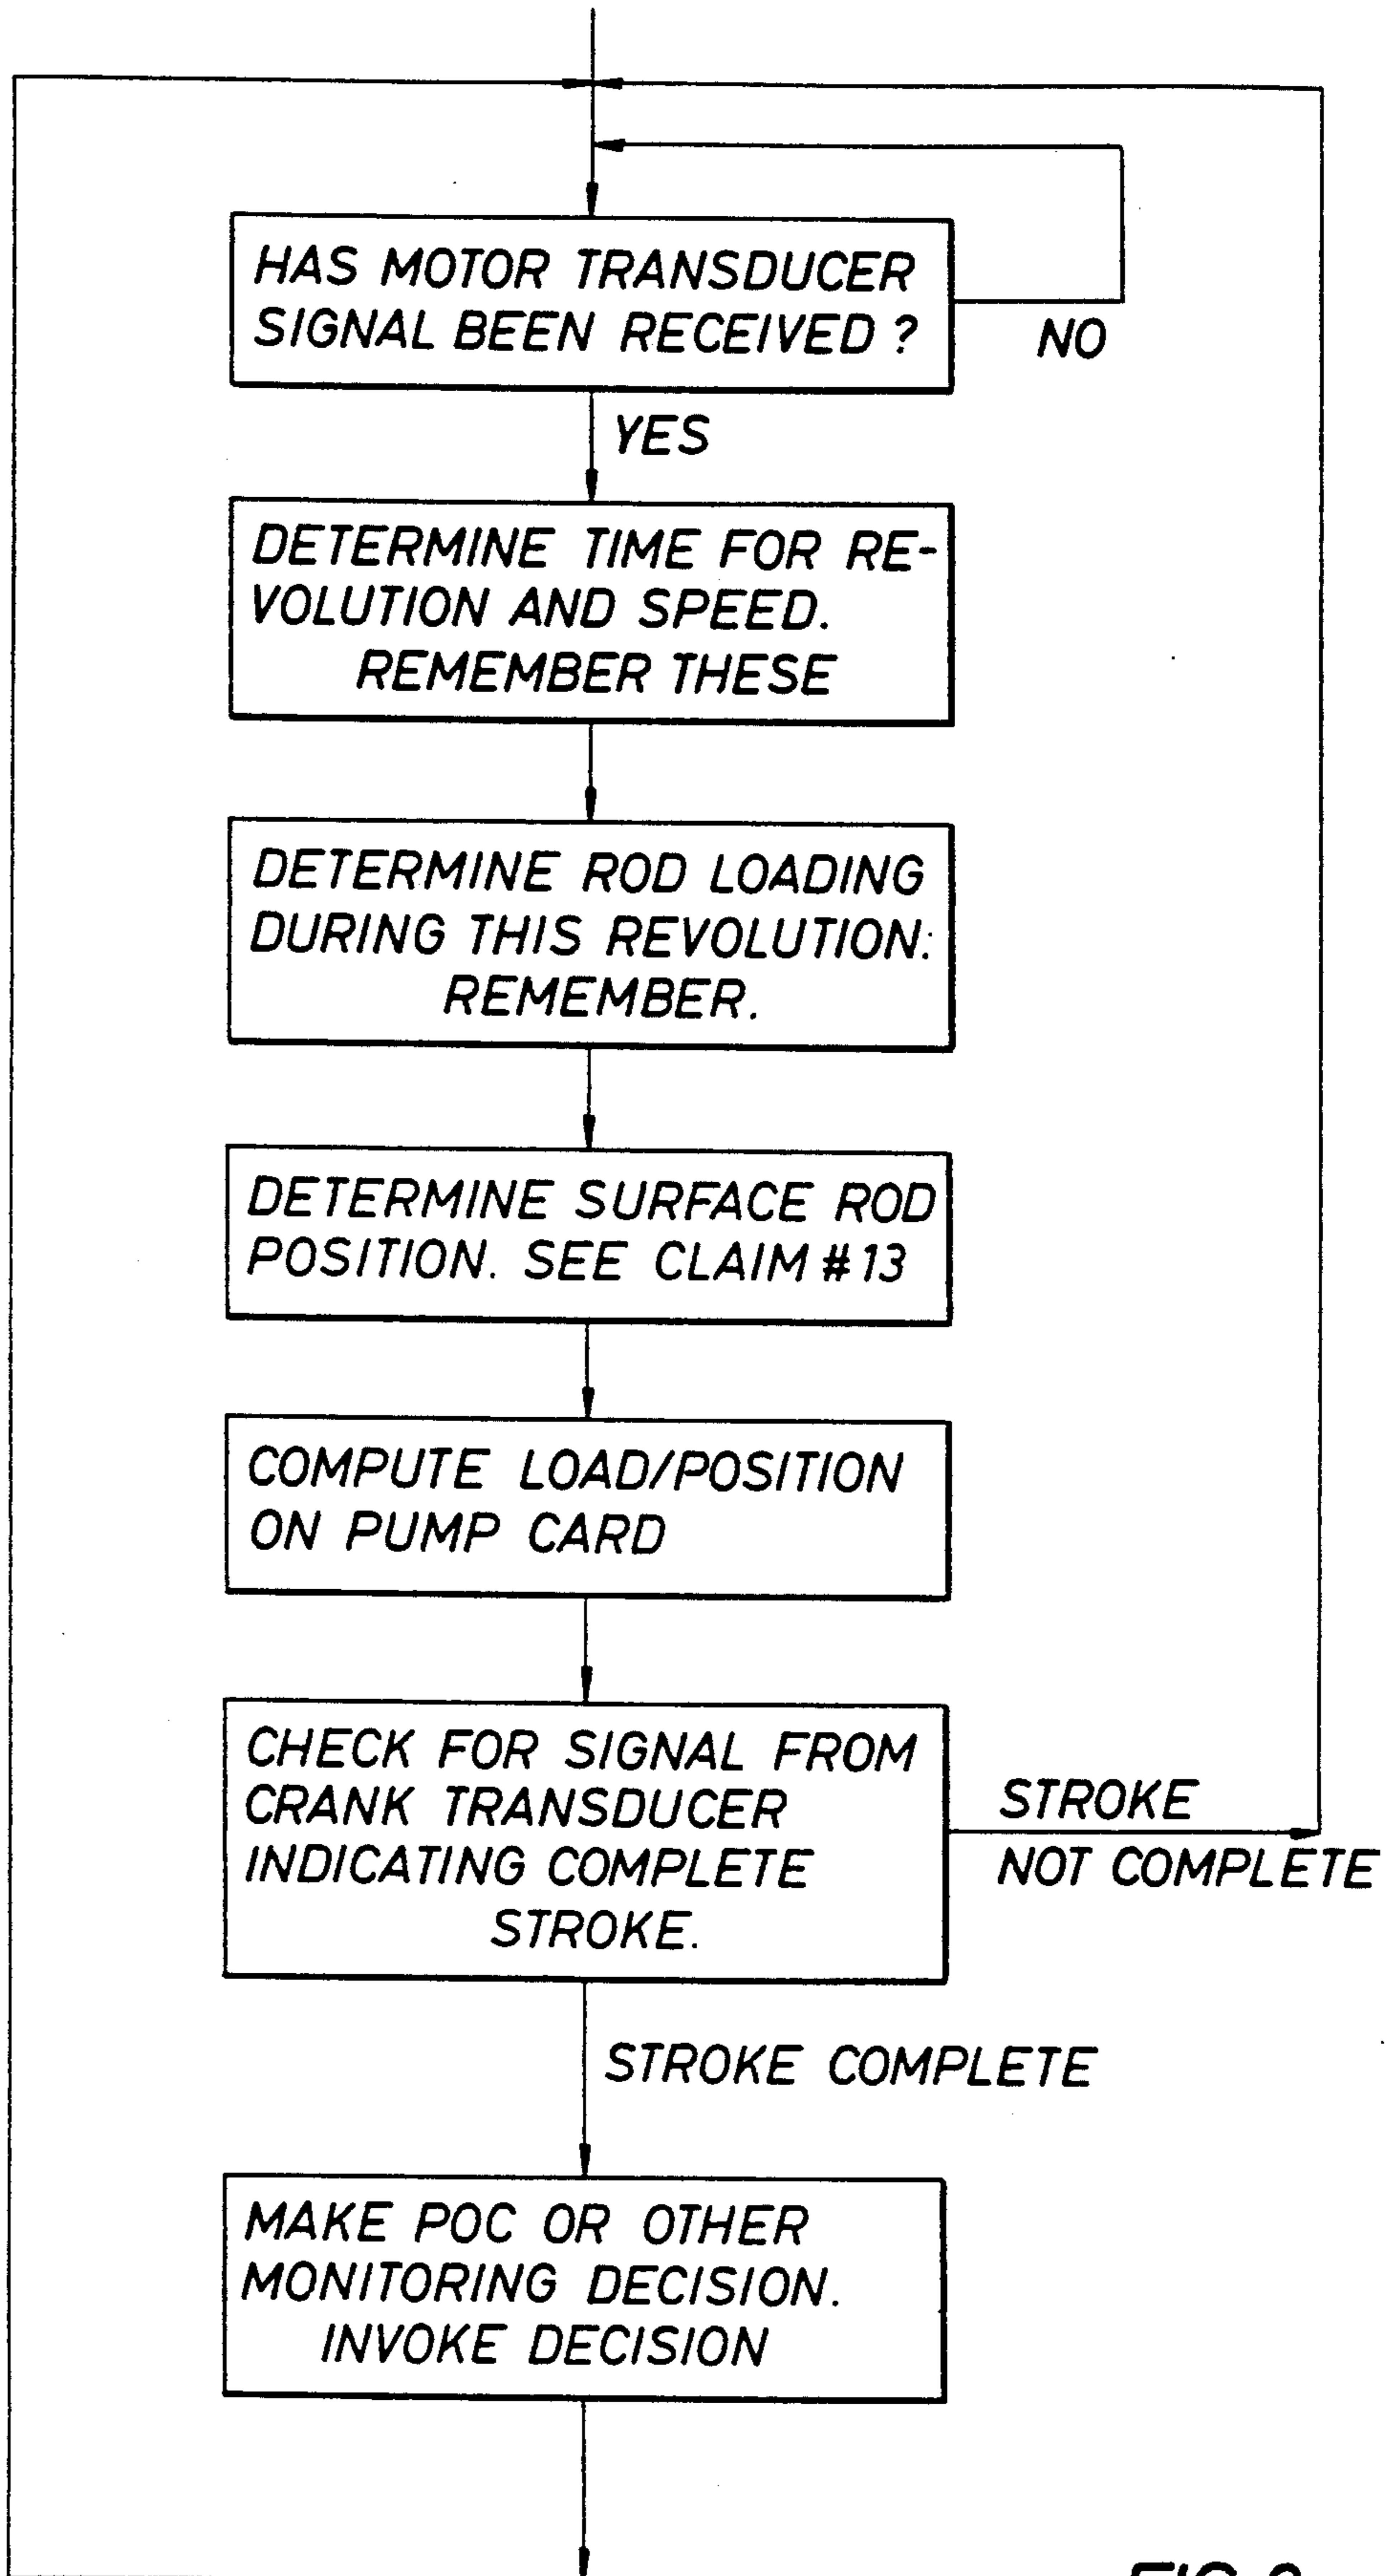 HAS MOTOR TRANSDUCER
SIGNAL BEEN RECEIVED ?
NO
YES
DETERMINE TIME FOR RE-
VOLUTION AND SPEED.
REMEMBER THESE
DETERMINE ROD LOADING
DURING THIS REVOLUTION:
REMEMBER.
DETERMINE SURFACE ROD
POSITION. SEE CLAIM #13
COMPUTE LOAD/POSITION
ON PUMP CARD
CHECK FOR SIGNAL FROM
CRANK TRANSDUCER
INDICATING COMPLETE
STROKE.
STROKE
NOT COMPLETE
STROKE COMPLETE
MAKE POC OR OTHER
MONITORING DECISION.
INVOKE DECISION